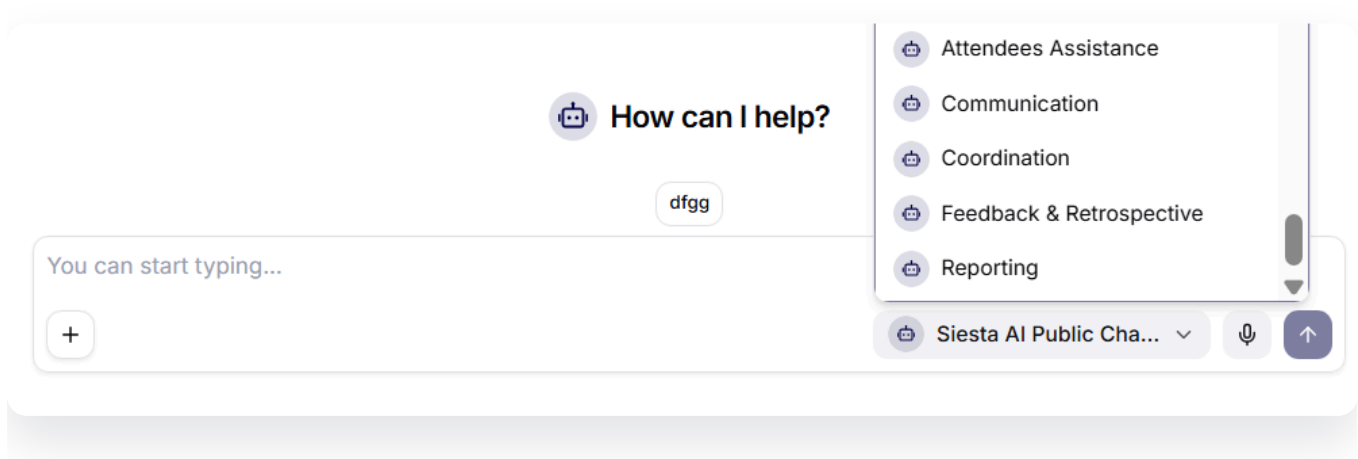 Attendees Assistance
Communication
How can I help?
Coordination
dfgg
Feedback & Retrospective
You can start typing...
Reporting
Siesta AI Public Cha...